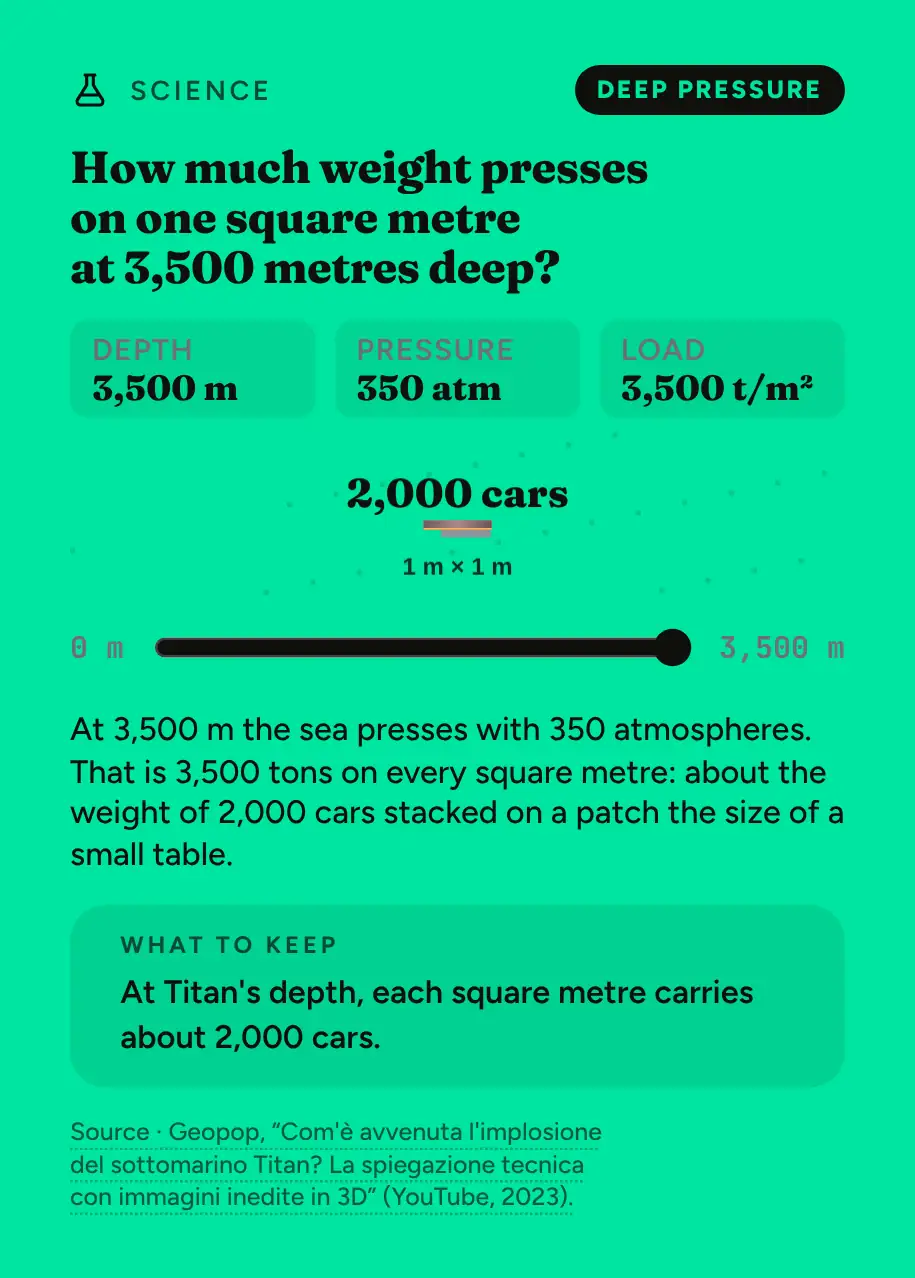 SCIENCE
DEEP PRESSURE
How much weight presses
on one square metre
at 3,500 metres deep?
DEPTH
3,500 m
PRESSURE
350 atm
LOAD
3,500 t/m²
2,000 cars
1 m × 1 m
0 m
3,500 m
At 3,500 m the sea presses with 350 atmospheres.
That is 3,500 tons on every square metre: about the
weight of 2,000 cars stacked on a patch the size of a
small table.
WHAT TO KEEP
At Titan's depth, each square metre carries
about 2,000 cars.
Source · Geopop, “Com'è avvenuta l'implosione
del sottomarino Titan? La spiegazione tecnica
con immagini inedite in 3D” (YouTube, 2023).